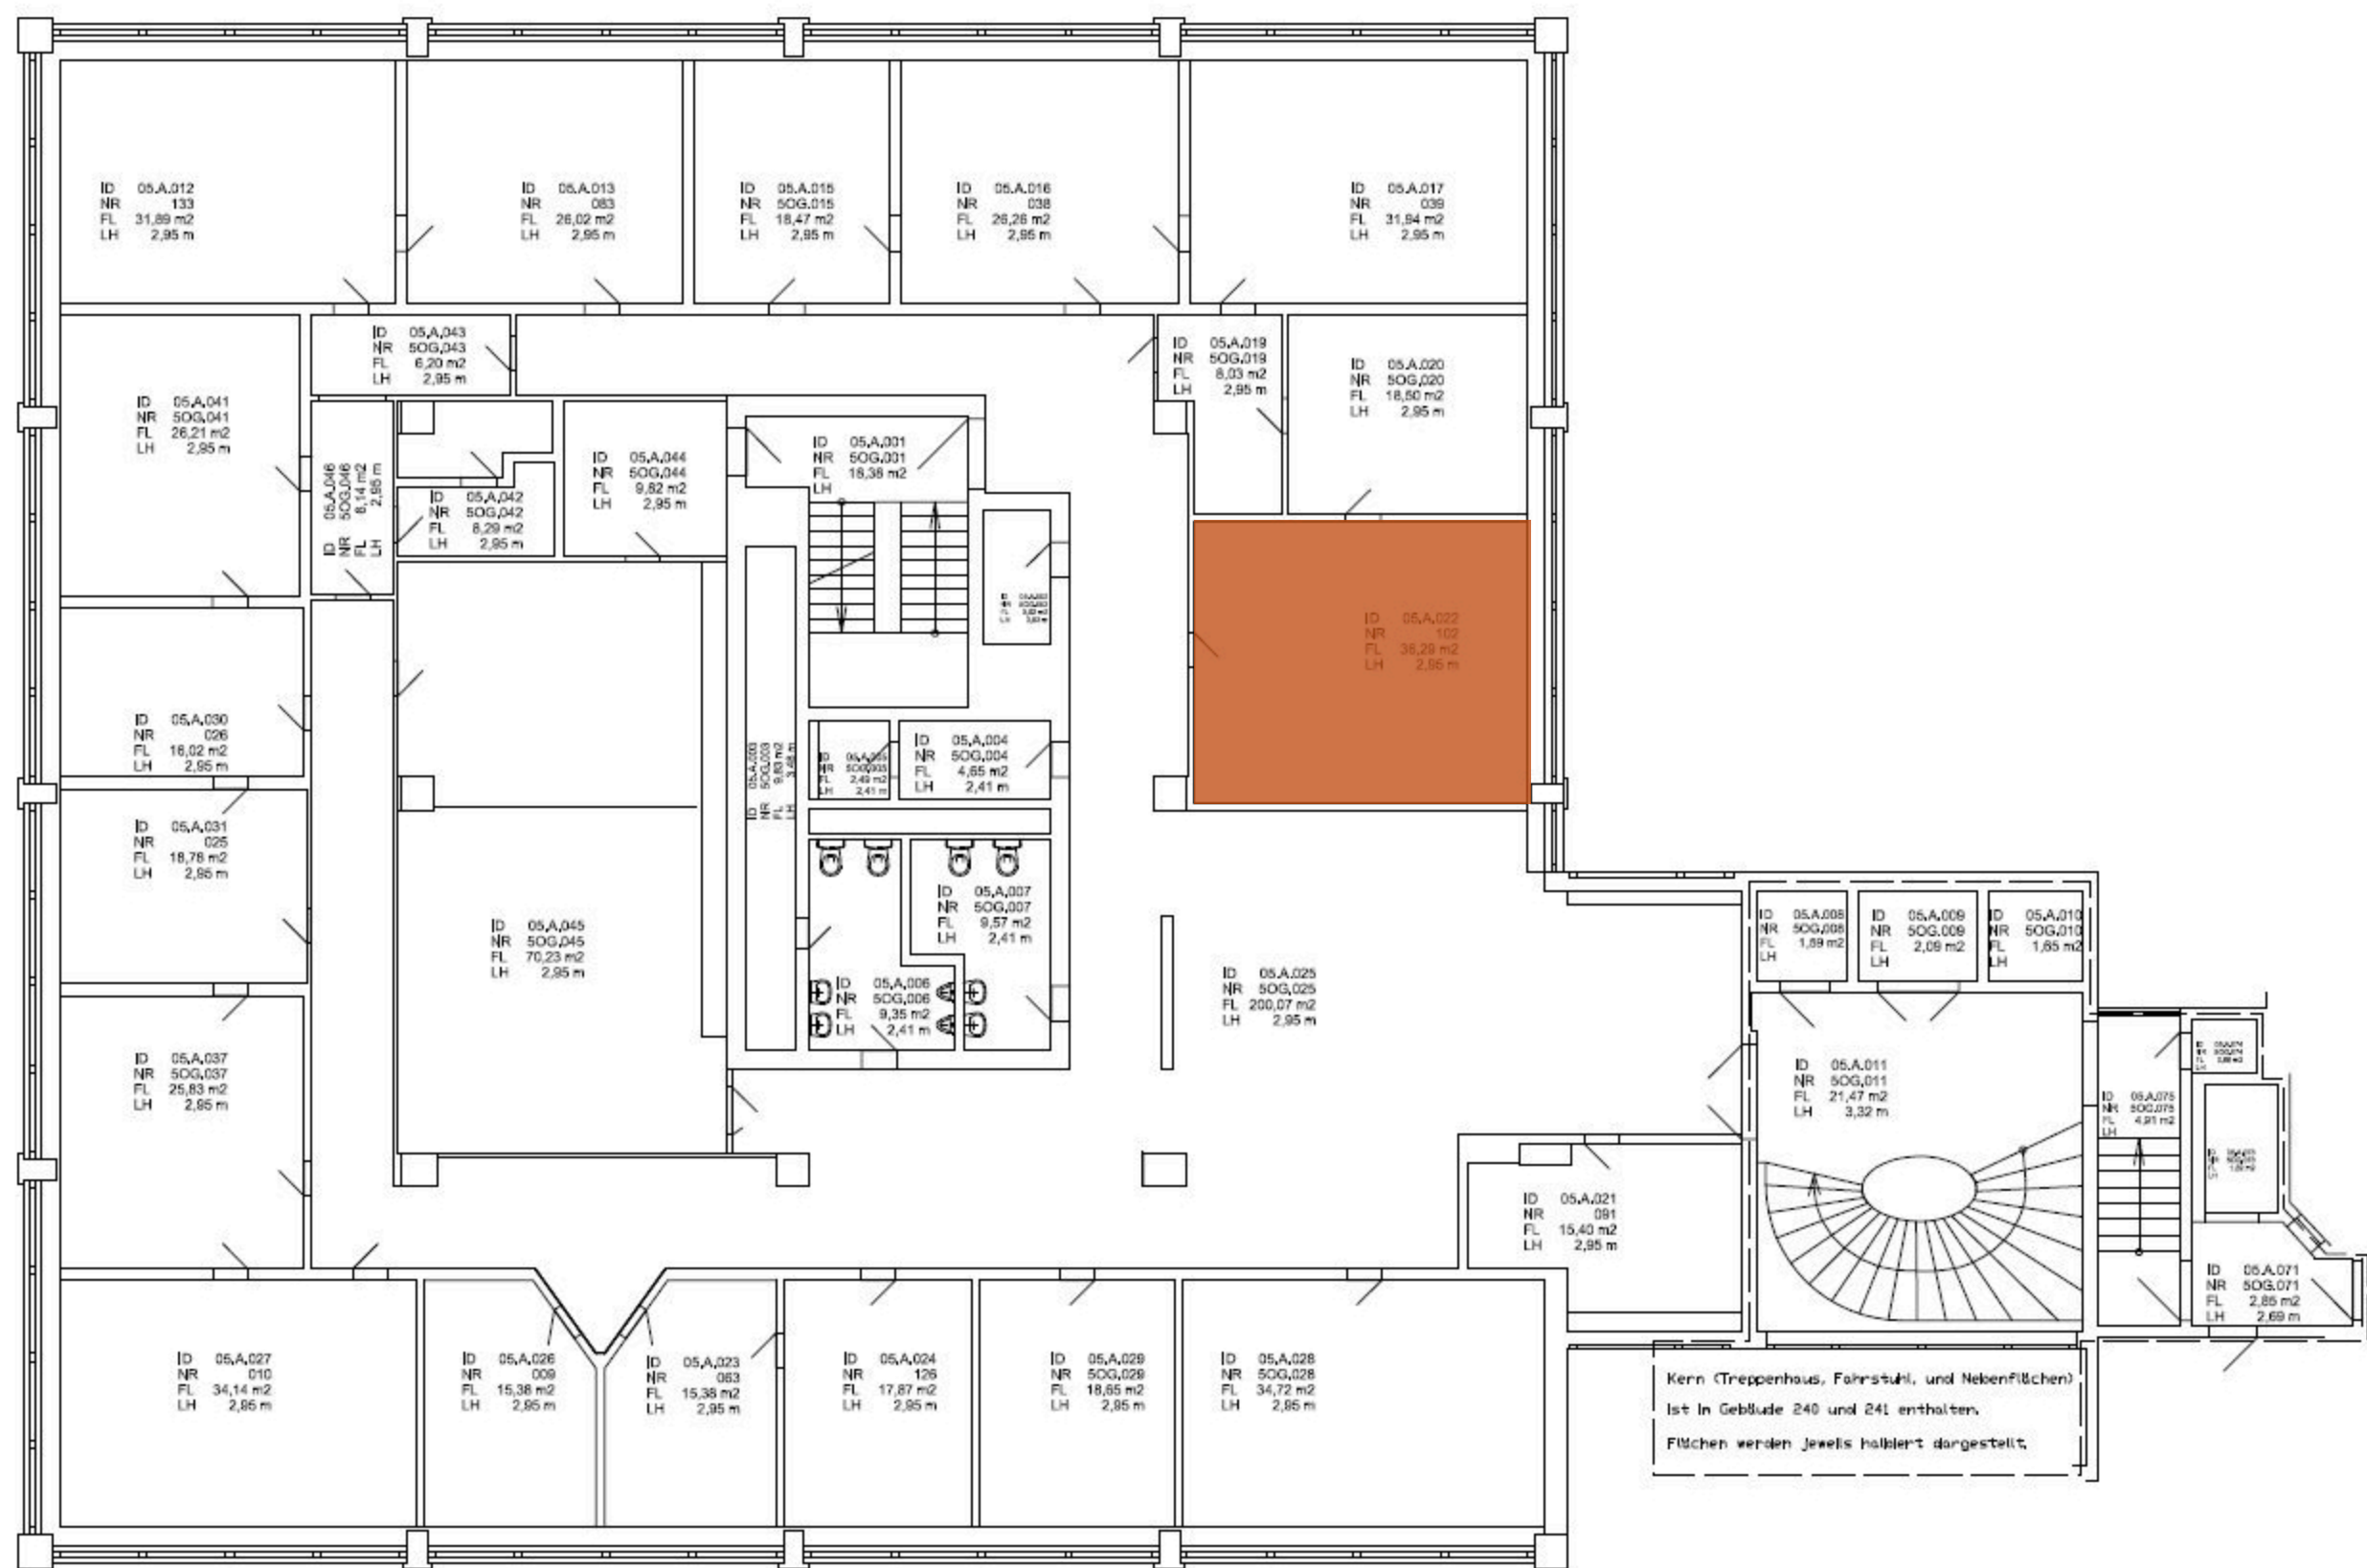 ID 05.A.012
NR 133
FL 31,89 m2
LH 2,95 m
ID 05.A.013
NR 083
FL 26,02 m2
LH 2,95 m
ID 05.A.015
NR 5OG.015
FL 18,47 m2
LH 2,95 m
ID 05.A.016
NR 038
FL 26,26 m2
LH 2,95 m
ID 05.A.017
NR 039
FL 31,94 m2
LH 2,95 m
ID 05.A.043
NR 5OG.043
FL 6,20 m2
LH 2,95 m
ID 05.A.019
NR 5OG.019
FL 8,03 m2
LH 2,95 m
ID 05.A.020
NR 5OG.020
FL 18,50 m2
LH 2,95 m
ID 05.A.041
NR 5OG.041
FL 26,21 m2
LH 2,95 m
ID 05.A.046
NR 5OG.046
FL 8,14 m2
LH 2,95 m
ID 05.A.042
NR 5OG.042
FL 8,29 m2
LH 2,95 m
ID 05.A.044
NR 5OG.044
FL 9,82 m2
LH 2,95 m
ID 05.A.001
NR 5OG.001
FL 18,38 m2
LH
ID 05.A.022
NR 102
FL 38,29 m2
LH 2,95 m
ID 05.A.030
NR 026
FL 16,02 m2
LH 2,95 m
ID 05.A.003
NR 5OG.003
FL 9,83 m2
LH 3,48 m
ID
NR
FL 2,49 m2
LH 2,41 m
ID 05.A.004
NR 5OG.004
FL 4,65 m2
LH 2,41 m
ID 05.A.031
NR 025
FL 18,78 m2
LH 2,95 m
ID 05.A.045
NR 5OG.045
FL 70,23 m2
LH 2,95 m
ID 05.A.007
NR 5OG.007
FL 9,57 m2
LH 2,41 m
ID 05.A.006
NR 5OG.006
FL 9,35 m2
LH 2,41 m
ID 05.A.025
NR 5OG.025
FL 200,07 m2
LH 2,95 m
ID 05.A.008
NR 5OG.008
FL 1,89 m2
LH
ID 05.A.009
NR 5OG.009
FL 2,09 m2
LH
ID 05.A.010
NR 5OG.010
FL 1,65 m2
LH
ID 05.A.037
NR 5OG.037
FL 25,83 m2
LH 2,95 m
ID 05.A.011
NR 5OG.011
FL 21,47 m2
LH 3,32 m
ID 05.A.075
NR 5OG.075
FL 4,91 m2
LH
ID 05.A.021
NR 091
FL 15,40 m2
LH 2,95 m
ID 05.A.071
NR 5OG.071
FL 2,85 m2
LH 2,69 m
ID 05.A.027
NR 010
FL 34,14 m2
LH 2,95 m
ID 05.A.026
NR 009
FL 15,38 m2
LH 2,95 m
ID 05.A.023
NR 063
FL 15,38 m2
LH 2,95 m
ID 05.A.024
NR 126
FL 17,87 m2
LH 2,95 m
ID 05.A.029
NR 5OG.029
FL 18,65 m2
LH 2,95 m
ID 05.A.028
NR 5OG.028
FL 34,72 m2
LH 2,95 m
Kern (Treppenhaus, Fahrstuhl, und Nebenflächen)
ist in Gebäude 240 und 241 enthalten.
Flächen werden jeweils halbiert dargestellt.